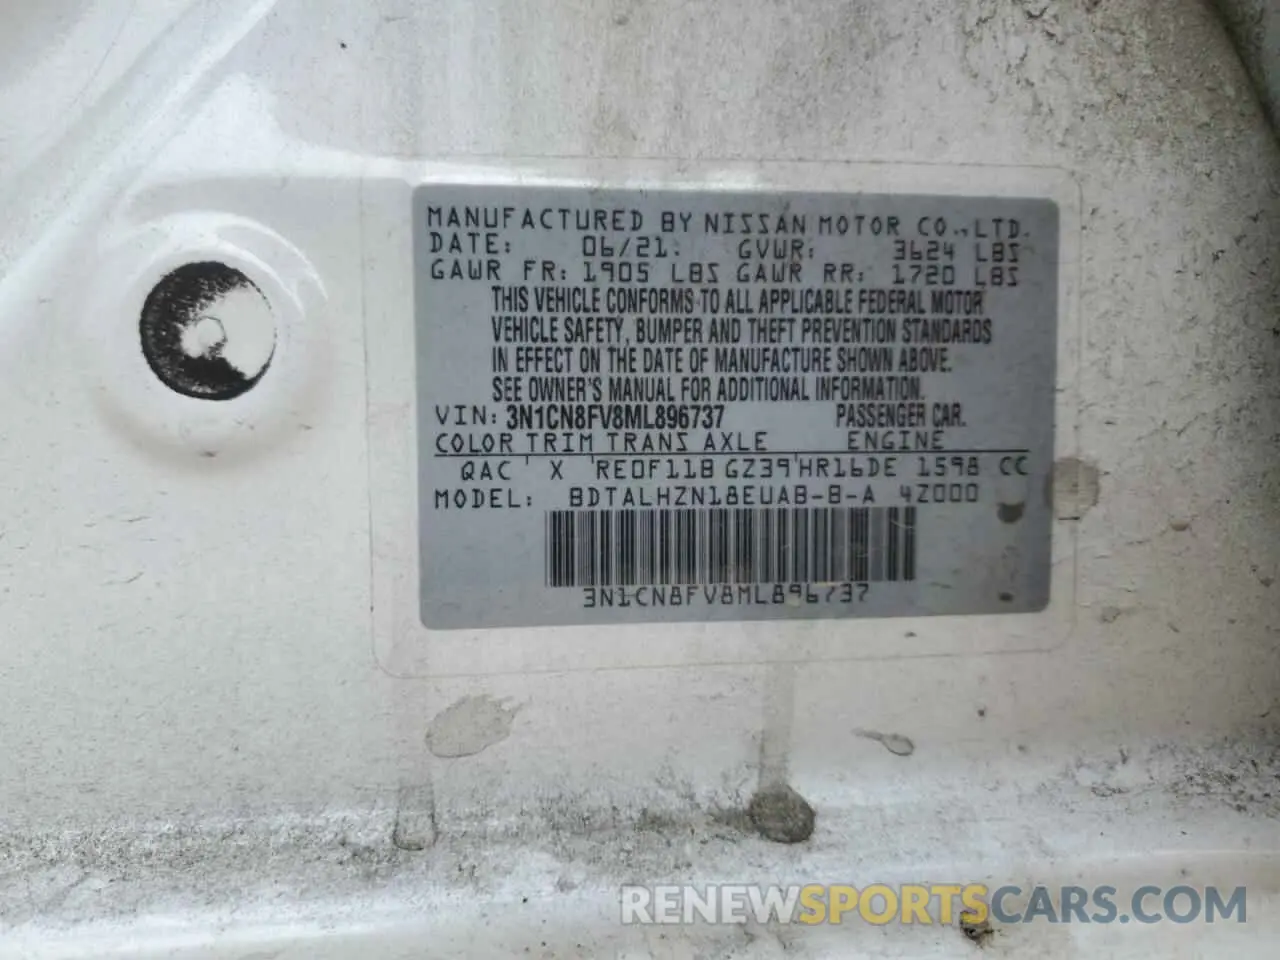 MANUFACTURED BY NISSAN MOTOR CO.,LTD.
DATE: 06/21. GVWR: 3624 LBS
GAWR FR: 1905 LBS GAWR RR: 1720 LBS
THIS VEHICLE CONFORMS TO ALL APPLICABLE FEDERAL MOTOR
VEHICLE SAFETY, BUMPER AND THEFT PREVENTION STANDARDS
IN EFFECT ON THE DATE OF MANUFACTURE SHOWN ABOVE.
SEE OWNER'S MANUAL FOR ADDITIONAL INFORMATION.
VIN: 3N1CN8FV8ML896737 PASSENGER CAR.
COLOR TRIM TRANS AXLE ENGINE
QAC ' X ' RE0F11B GZ39 ' HR16DE 1598 CC
MODEL: BDTALHZN18EUAB-B-A 4Z000
3N1CN8FV8ML896737
RENEWSPORTSCARS.COM